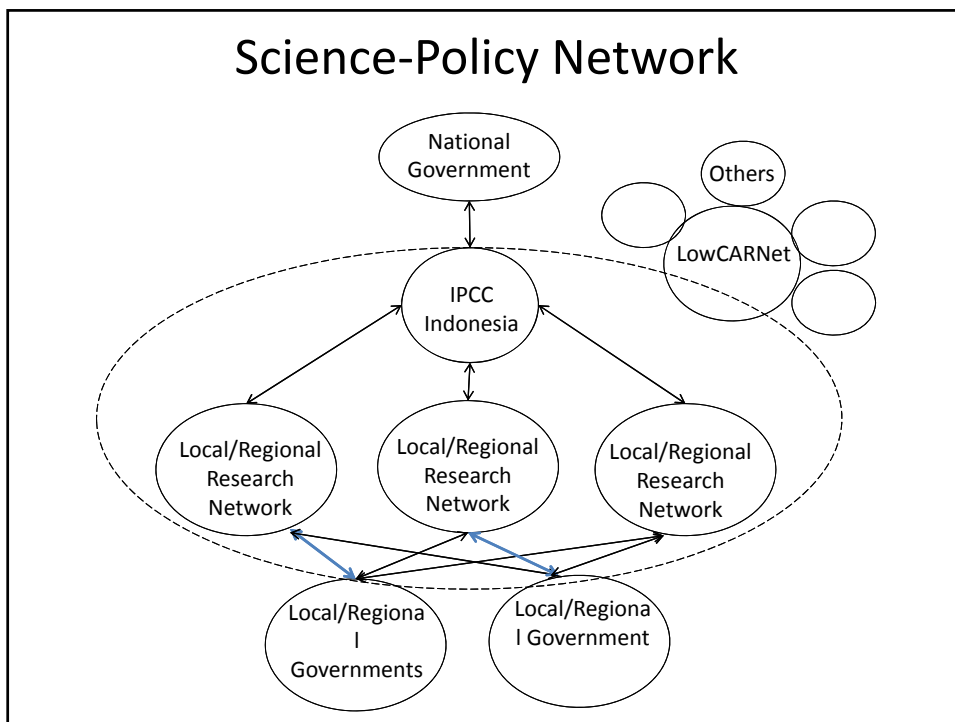 Science-Policy Network
National
Government
Others
LowCARNet
IPCC
Indonesia
Local/Regional
Research
Network
Local/Regional
Research
Network
Local/Regional
Research
Network
Local/Regiona
l
Governments
Local/Regiona
l Government